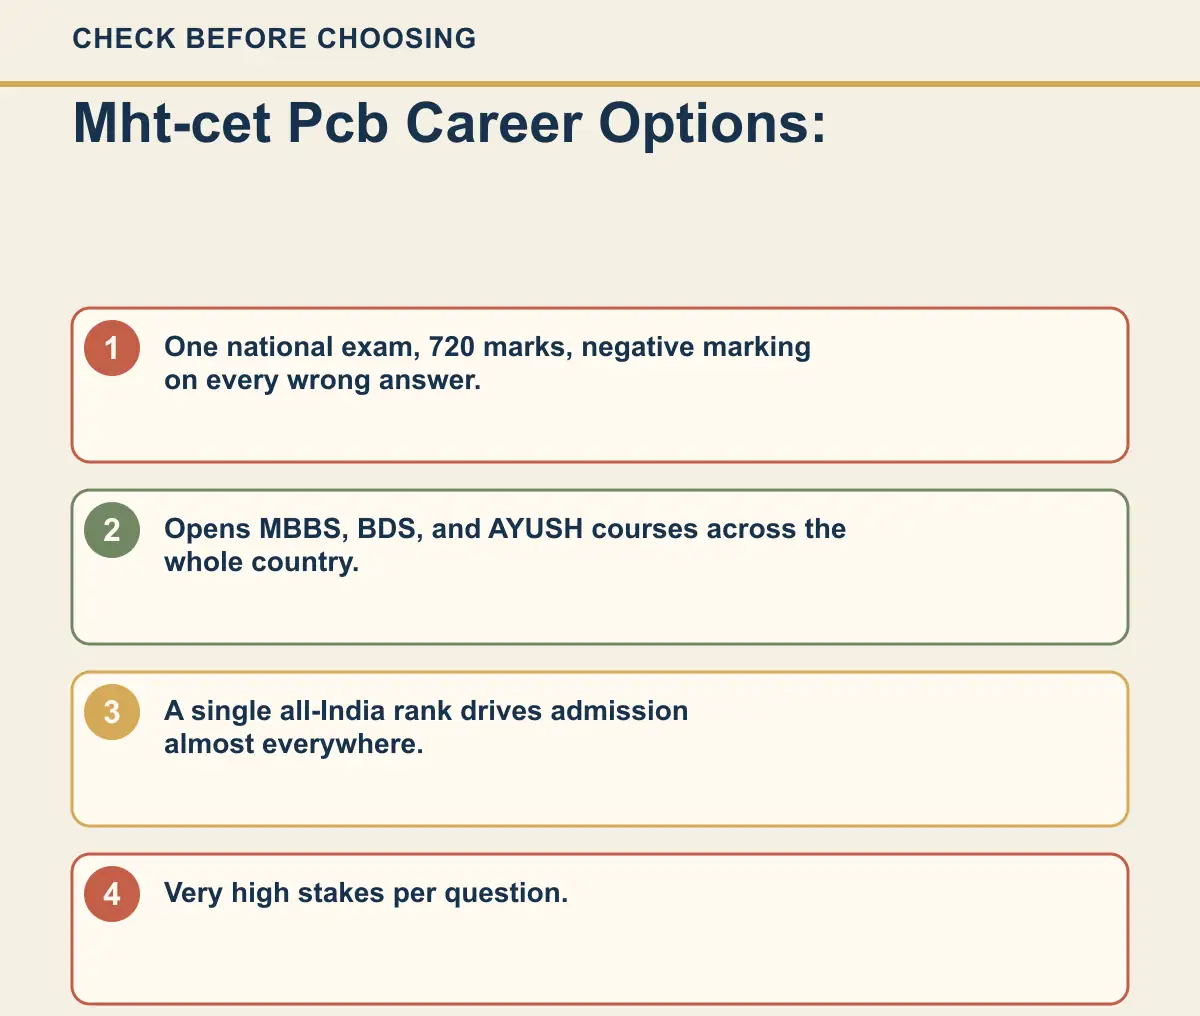 CHECK BEFORE CHOOSING
Mht-cet Pcb Career Options:
1
One national exam, 720 marks, negative marking
on every wrong answer.
2
Opens MBBS, BDS, and AYUSH courses across the
whole country.
3
A single all-India rank drives admission
almost everywhere.
4
Very high stakes per question.